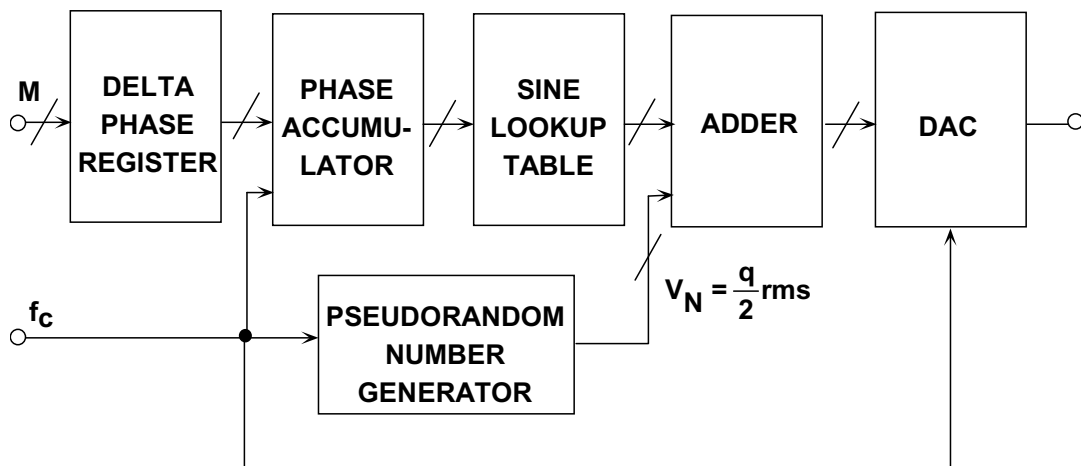 M
DELTA
PHASE
REGISTER
PHASE
ACCUMU-
LATOR
SINE
LOOKUP
TABLE
ADDER
DAC
fc
PSEUDORANDOM
NUMBER
GENERATOR
VN = q/2 rms